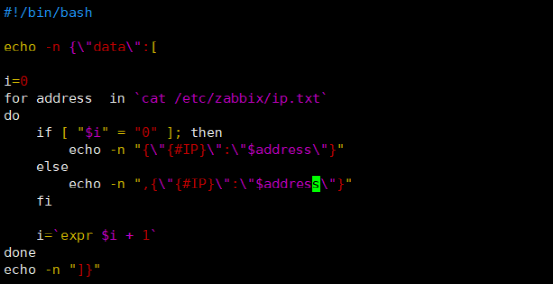 #!/bin/bash
echo -n {\"data\":[
i=0
for address  in `cat /etc/zabbix/ip.txt`
do
    if [ "$i" = "0" ]; then
        echo -n "{\"{#IP}\":\"$address\"}"
    else
        echo -n ",{\"{#IP}\":\"$address\"}"
    fi
    i=`expr $i + 1`
done
echo -n "]}"